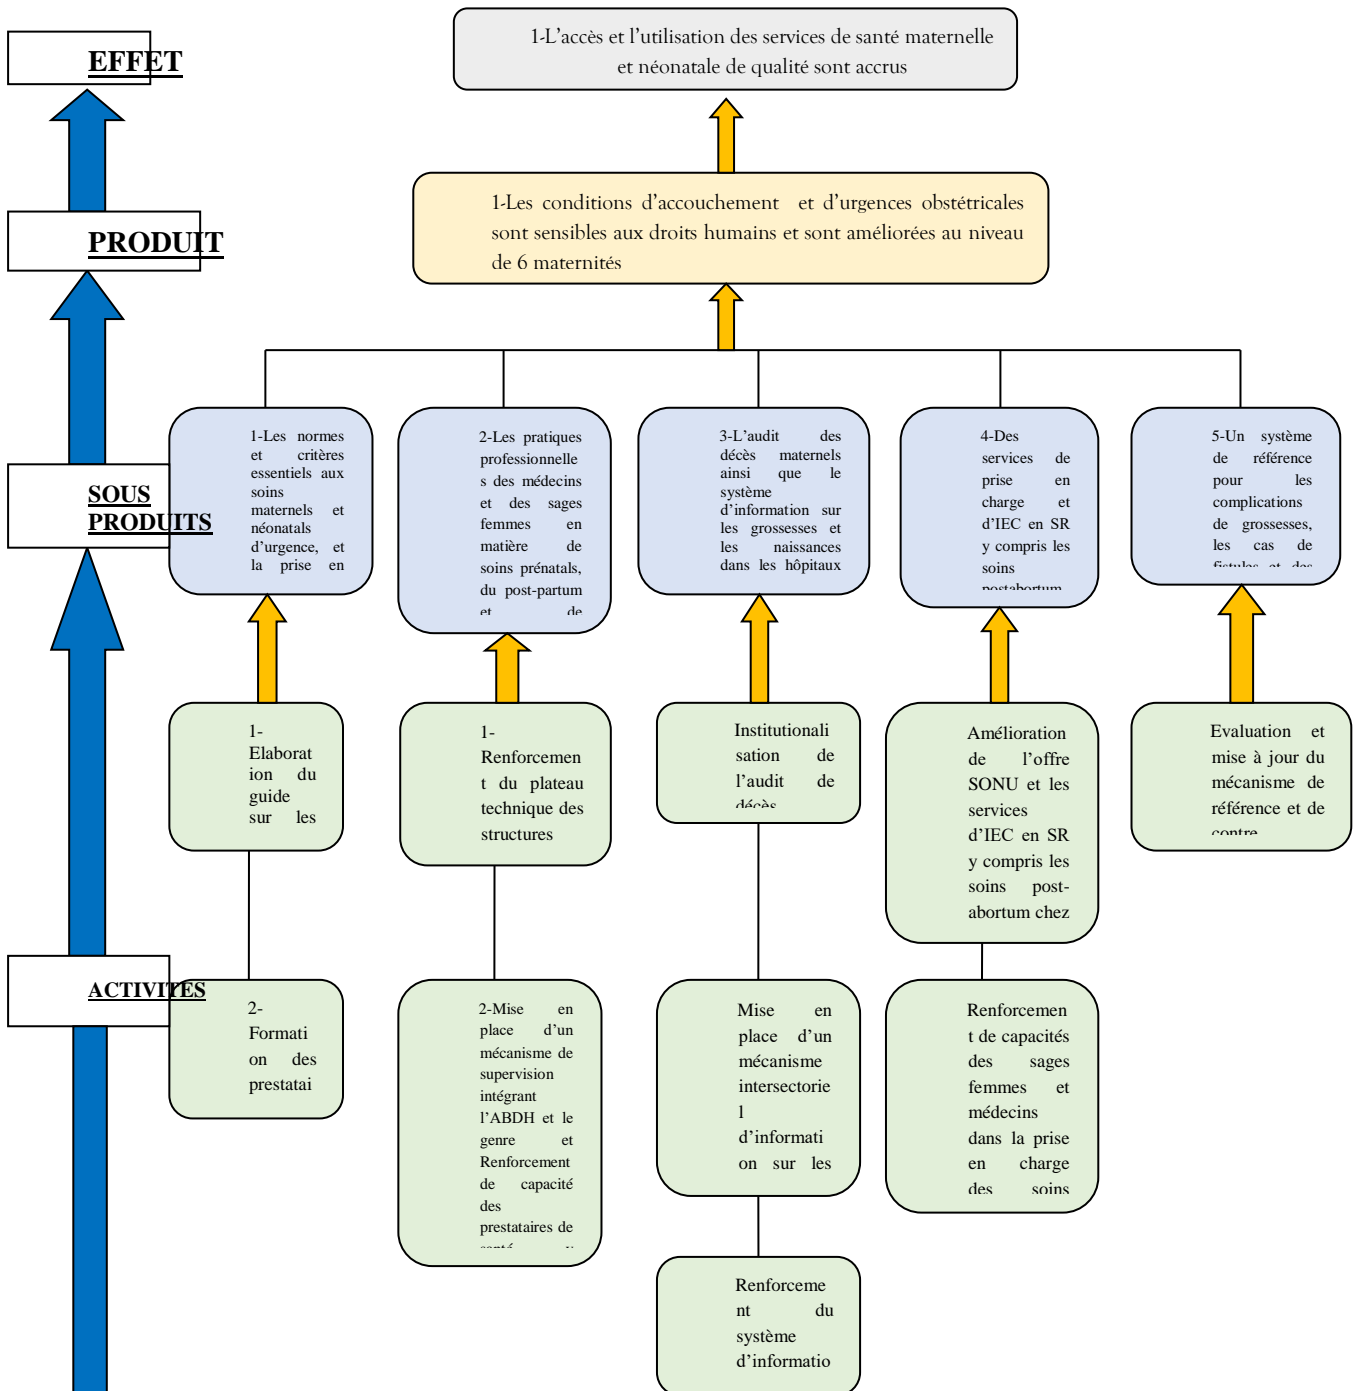 EFFET
1-L'accès et l'utilisation des services de santé maternelle
et néonatale de qualité sont accrus
PRODUIT
1-Les conditions d'accouchement et d'urgences obstétricales
sont sensibles aux droits humains et sont améliorées au niveau
de 6 maternités
SOUS
PRODUITS
1-Les normes
et critères
essentiels aux
soins
maternels et
néonatals
d'urgence, et
la prise en
2-Les pratiques
professionnelle
s des médecins
et des sages
femmes en
matière de
soins prénatals,
du post-partum
et de
3-L'audit des
décès maternels
ainsi que le
système
d'information sur
les grossesses et
les naissances
dans les hôpitaux
4-Des
services de
prise en
charge et
d'IEC en SR
y compris les
soins
postabortum
5-Un système
de référence
pour les
complications
de grossesses,
les cas de
fistules et des
1-
Elaborat
ion du
guide
sur les
1-
Renforcemen
t du plateau
technique des
structures
Institutionali
sation de
l'audit de
décès
Amélioration
de l'offre
SONU et les
services
d'IEC en SR
y compris les
soins post-
abortum chez
Evaluation et
mise à jour du
mécanisme de
référence et de
contre
ACTIVITES
2-
Formati
on des
prestatai
2-Mise en
place d'un
mécanisme de
supervision
intégrant
l'ABDH et le
genre et
Renforcement
de capacité
des
prestataires de
santé y
Mise en
place d'un
mécanisme
intersectorie
l
d'informati
on sur les
Renforcemen
t de capacités
des sages
femmes et
médecins
dans la prise
en charge
des soins
Renforceme
nt du
système
d'informatio